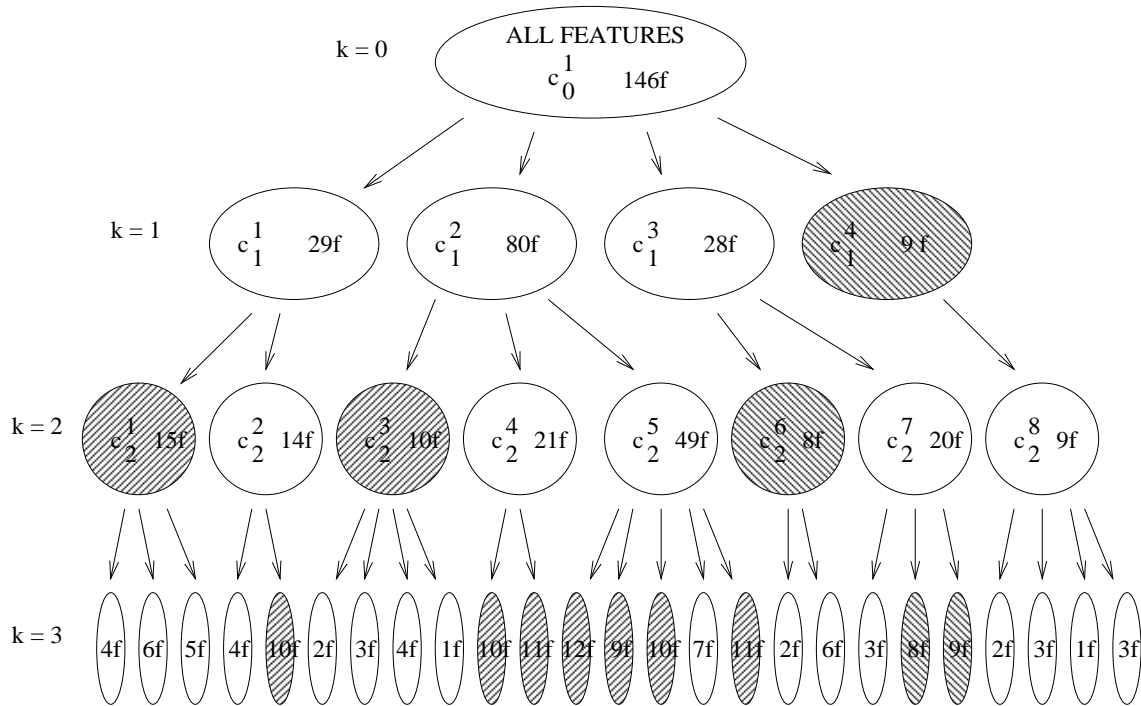 ALL FEATURES
k = 0
c 1 0 146f
k = 1
c 1 1 29f
c 2 1 80f
c 3 1 28f
c 4 1 9 f
k = 2
c 1 2 15f
c 2 2 14f
c 3 2 10f
c 4 2 21f
c 5 2 49f
c 6 2 8f
c 7 2 20f
c 8 2 9f
k = 3
4f 6f 5f 4f 10f 2f 3f 4f 1f 10f 11f 12f 9f 10f 7f 11f 2f 6f 3f 8f 9f 2f 3f 1f 3f